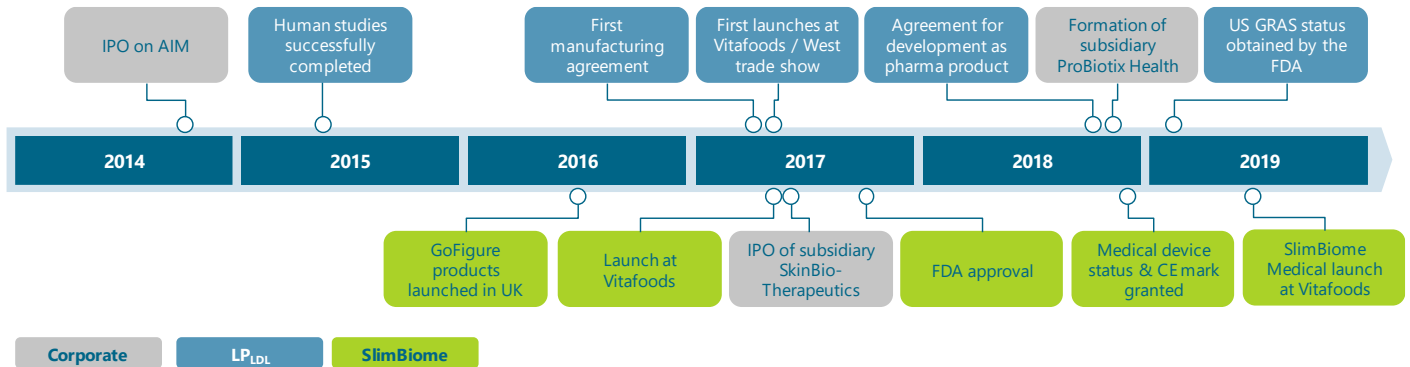 IPO on AIM
Human studies
successfully
completed
First
manufacturing
agreement
First launches at
Vitafoods / West
trade show
Agreement for
development as
pharma product
Formation of
subsidiary
ProBiotix Health
US GRAS status
obtained by the
FDA
2014
2015
2016
2017
2018
2019
GoFigure
products
launched in UK
Launch at
Vitafoods
IPO of subsidiary
SkinBio-
Therapeutics
FDA approval
Medical device
status & CE mark
granted
SlimBiome
Medical launch
at Vitafoods
Corporate
LPLDL
SlimBiome